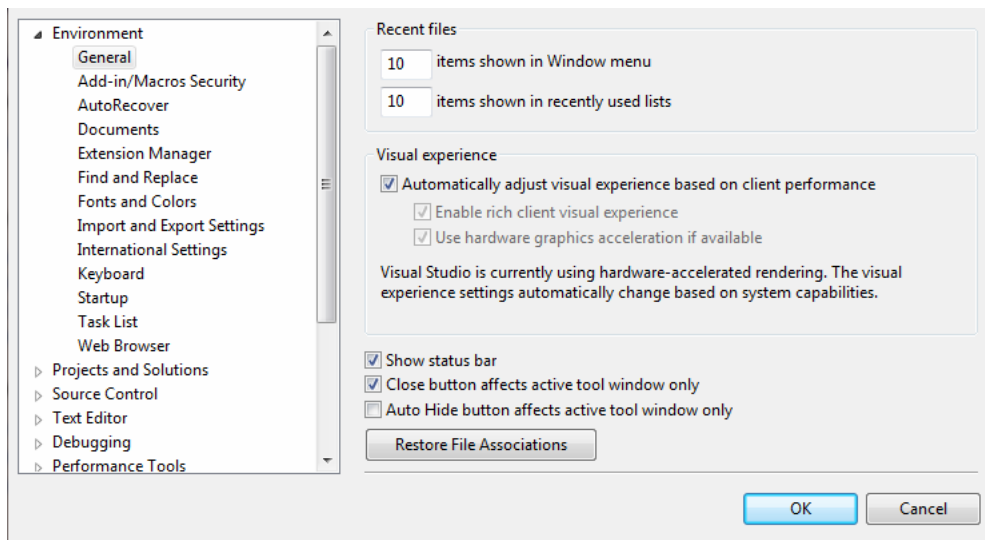 Environment
General
Add-in/Macros Security
AutoRecover
Documents
Extension Manager
Find and Replace
Fonts and Colors
Import and Export Settings
International Settings
Keyboard
Startup
Task List
Web Browser
Projects and Solutions
Source Control
Text Editor
Debugging
Performance Tools
Recent files
10 items shown in Window menu
10 items shown in recently used lists
Visual experience
Automatically adjust visual experience based on client performance
Enable rich client visual experience
Use hardware graphics acceleration if available
Visual Studio is currently using hardware-accelerated rendering. The visual
experience settings automatically change based on system capabilities.
Show status bar
Close button affects active tool window only
Auto Hide button affects active tool window only
Restore File Associations
OK
Cancel